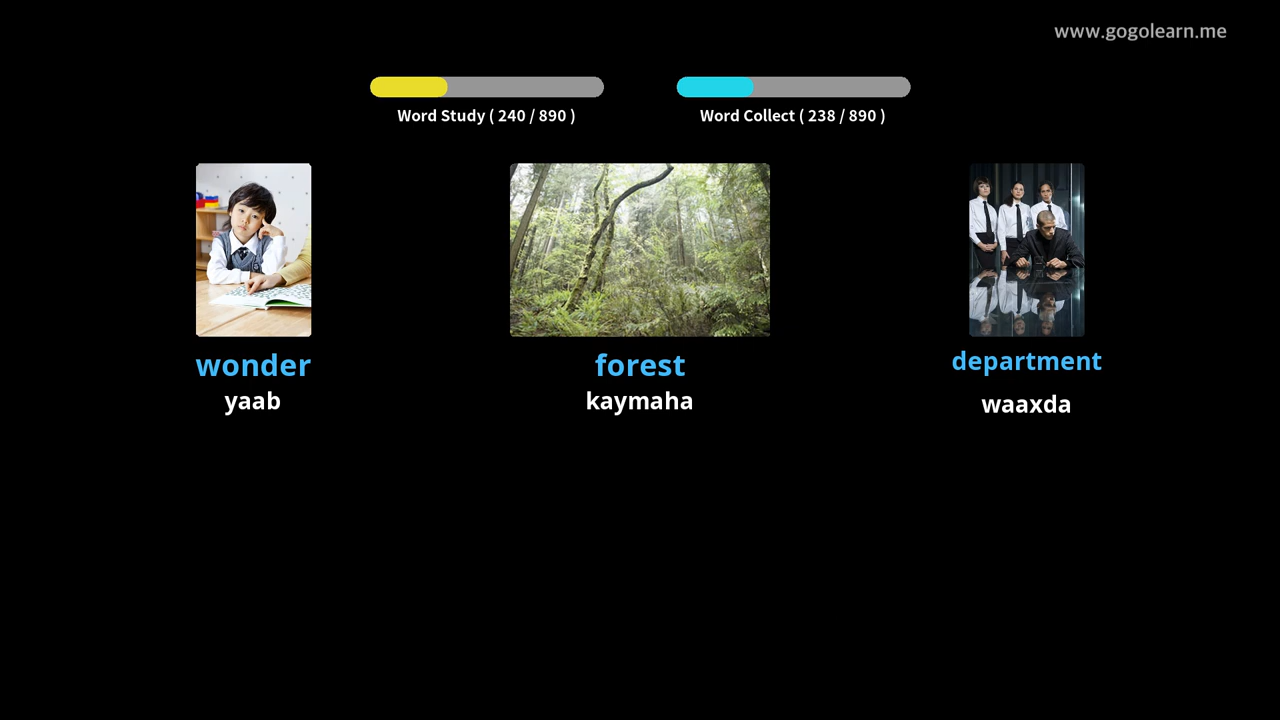 www.gogolearn.me
Word Study ( 240 / 890 )
Word Collect ( 238 / 890 )
wonder
yaab
forest
kaymaha
department
waaxda